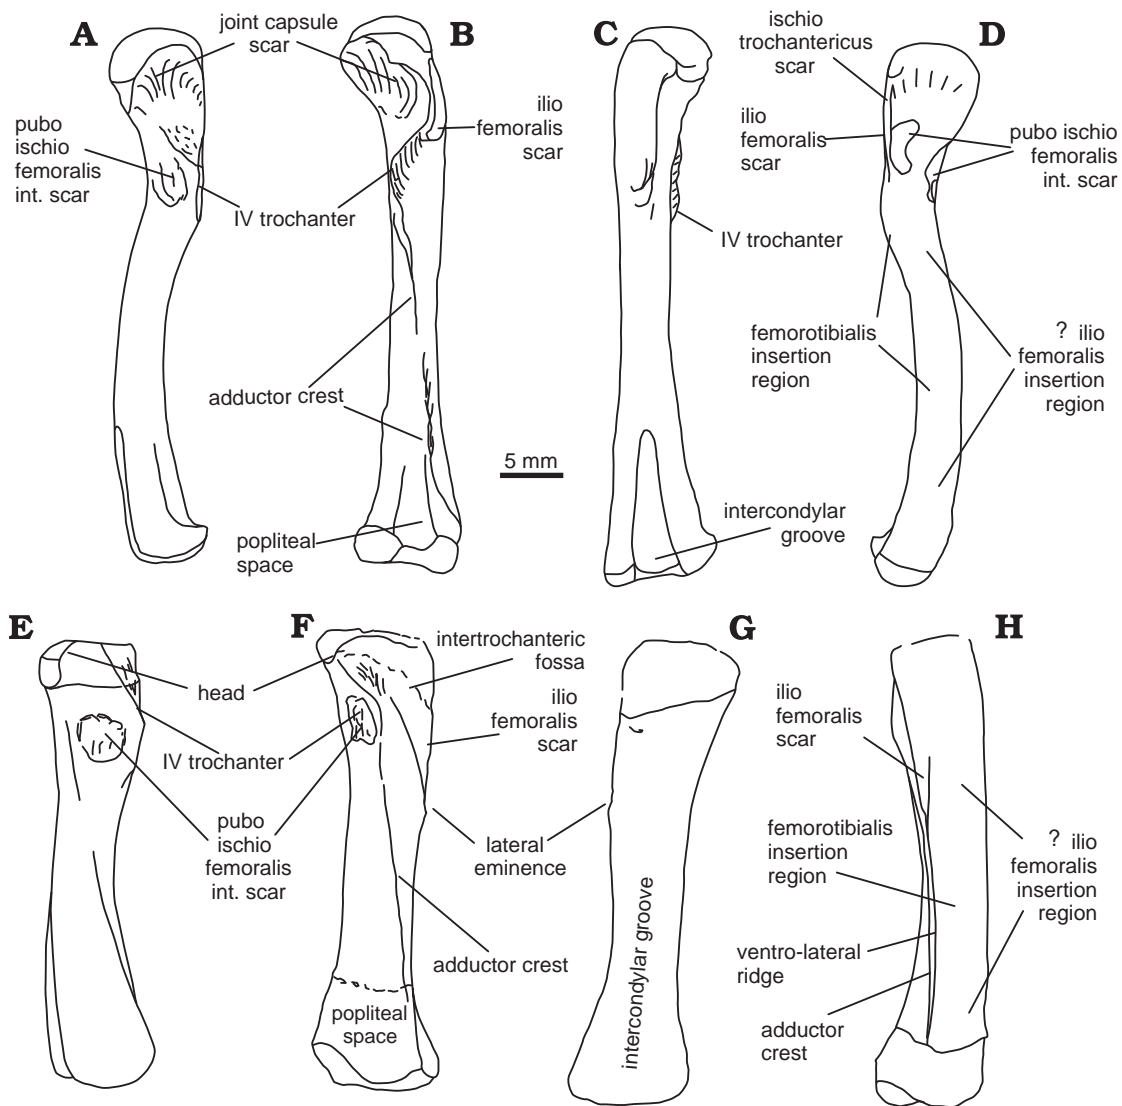 A
joint capsule
scar
B
C
ischio
trochantericus
scar
D
pubo
ischio
femoralis
int. scar
ilio
femoralis
scar
ilio
femoralis
scar
pubo ischio
femoralis
int. scar
IV trochanter
IV trochanter
femorotibialis
insertion
region
? ilio
femoralis
insertion
region
adductor crest
5 mm
popliteal
space
intercondylar
groove
E
F
intertrochanteric
fossa
G
H
head
ilio
femoralis
scar
ilio
femoralis
scar
IV trochanter
pubo
ischio
femoralis
int. scar
lateral
eminence
femorotibialis
insertion
region
? ilio
femoralis
insertion
region
adductor crest
intercondylar groove
ventro-lateral
ridge
popliteal
space
adductor
crest